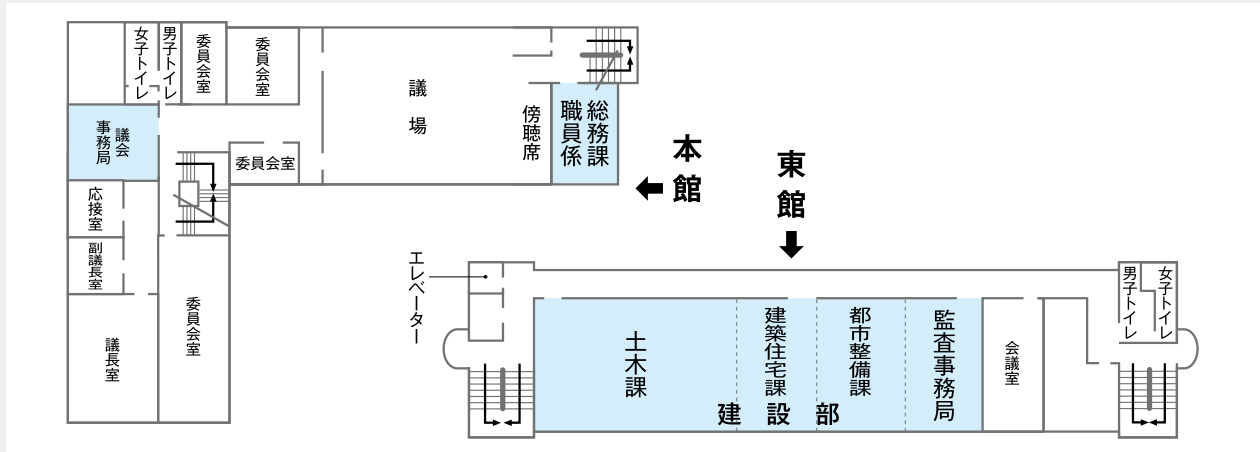 女子トイレ
男子トイレ
委員会室
委員会室
議場
傍聴席
総務課
職員係
議会
事務局
委員会室
応接室
副議長室
議長室
委員会室
本館
東館
エレベーター
土木課
建築住宅課
都市整備課
監査事務局
建設部
会議室
男子トイレ
女子トイレ